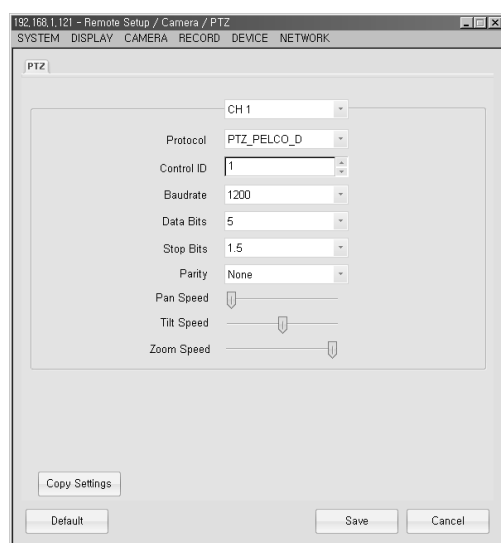 192,168,1,121 - Remote Setup / Camera / PTZ
SYSTEM DISPLAY CAMERA RECORD DEVICE NETWORK
PTZ
CH 1
Protocol PTZ_PELCO_D
Control ID 1
Baudrate 1200
Data Bits 5
Stop Bits 1.5
Parity None
Pan Speed
Tilt Speed
Zoom Speed
Copy Settings
Default Save Cancel